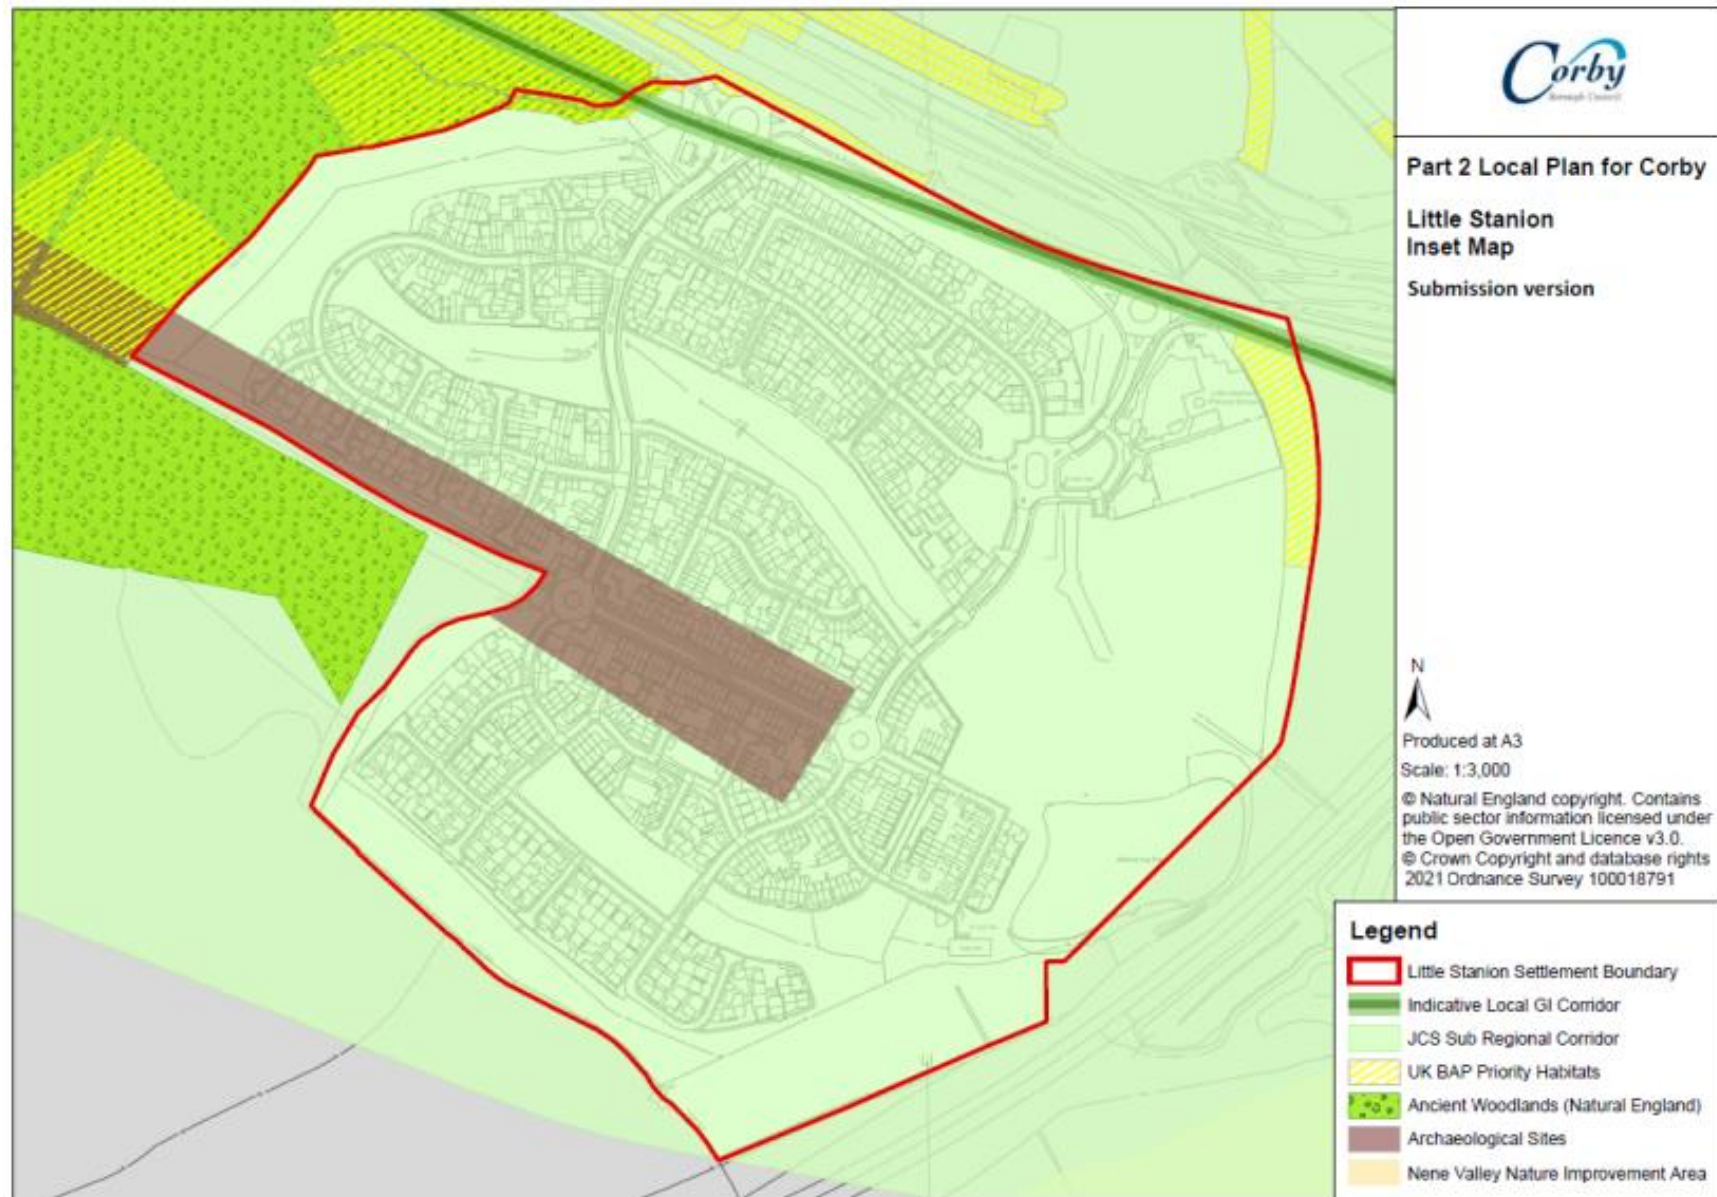 Corby
Borough Council
Part 2 Local Plan for Corby
Little Stanion
Inset Map
Submission version
N
Produced at A3
Scale: 1:3,000
© Natural England copyright. Contains
public sector information licensed under
the Open Government Licence v3.0.
© Crown Copyright and database rights
2021 Ordnance Survey 100018791
Legend
Little Stanion Settlement Boundary
Indicative Local GI Corridor
JCS Sub Regional Corridor
UK BAP Priority Habitats
Ancient Woodlands (Natural England)
Archaeological Sites
Nene Valley Nature Improvement Area